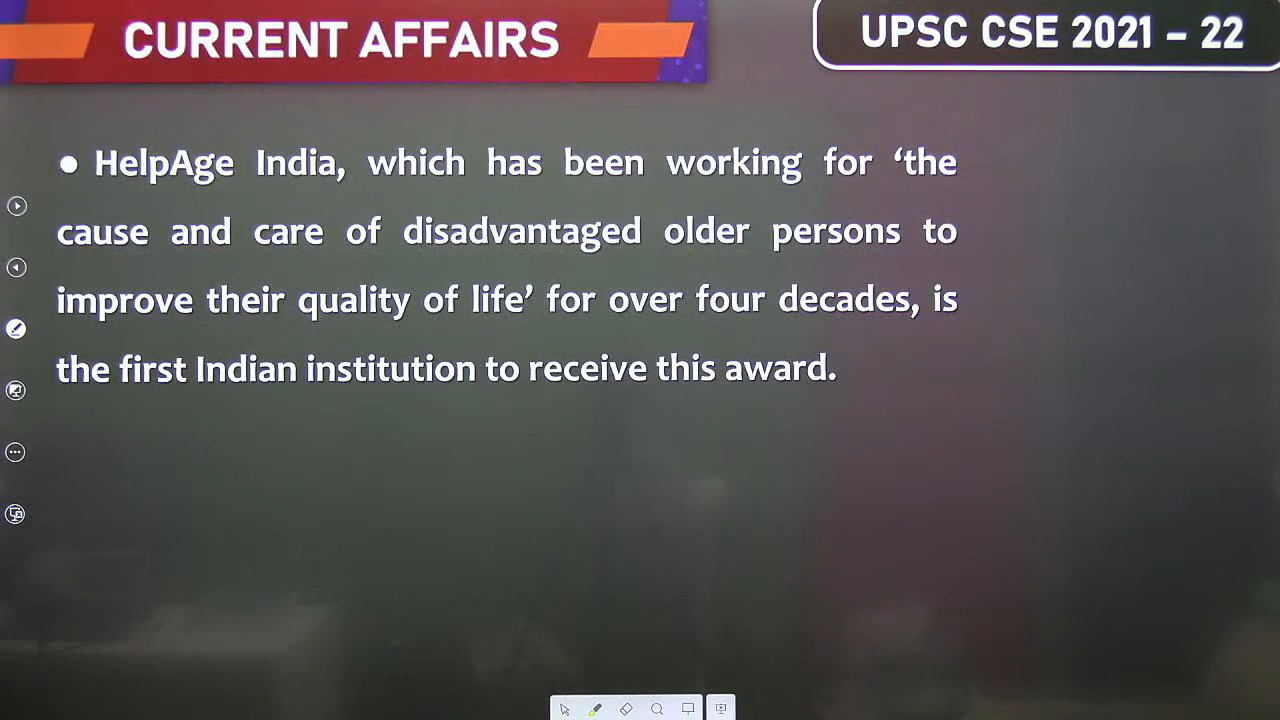 CURRENT AFFAIRS
UPSC CSE 2021 – 22
● HelpAge India, which has been working for ‘the
cause and care of disadvantaged older persons to
improve their quality of life’ for over four decades, is
the first Indian institution to receive this award.